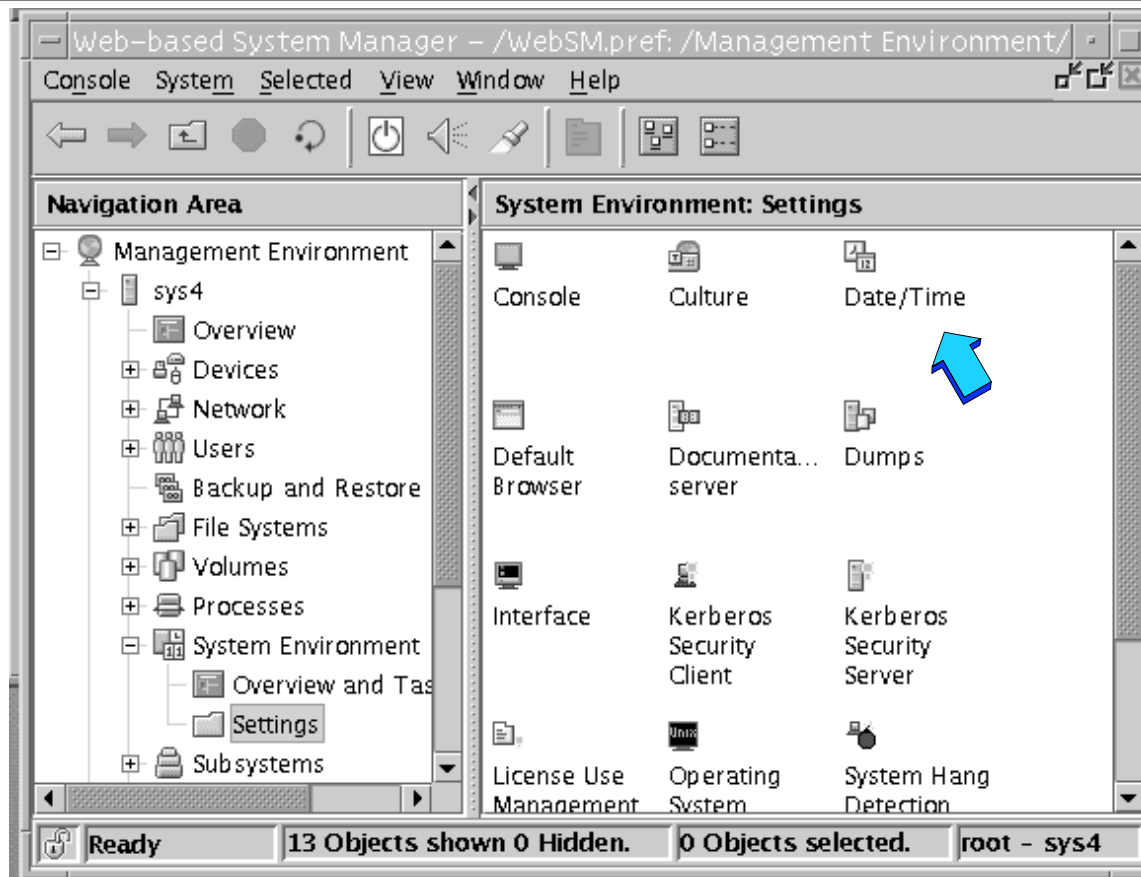 Web-based System Manager - /WebSM.pref: /Management Environment/
Console System Selected View Window Help
Navigation Area
Management Environment
sys4
Overview
Devices
Network
Users
Backup and Restore
File Systems
Volumes
Processes
System Environment
Overview and Tas
Settings
Subsystems
System Environment: Settings
Console Culture Date/Time
Default Documenta... Dumps
Browser server
Interface Kerberos Kerberos
Security Security
Client Server
Unix
License Use Operating System Hang
Management System Detection
Ready 13 Objects shown 0 Hidden. 0 Objects selected. root - sys4